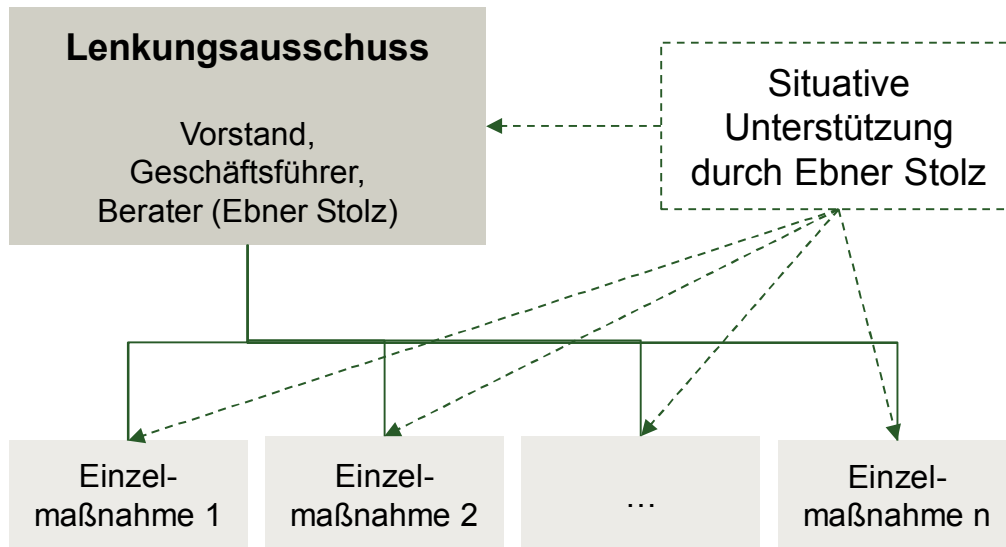 Lenkungsausschuss
Vorstand,
Geschäftsführer,
Berater (Ebner Stolz)
Situative
Unterstützung
durch Ebner Stolz
Einzel-
maßnahme 1
Einzel-
maßnahme 2
...
Einzel-
maßnahme n